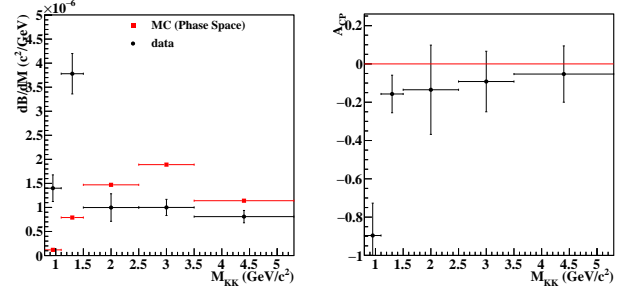 ×10⁻⁶
dB/dM (c²/GeV)
5
4.5
4
3.5
3
2.5
2
1.5
1
0.5
0
MC (Phase Space)
data
1 1.5 2 2.5 3 3.5 4 4.5 5
M_KK (GeV/c²)
A_CP
0.2
0
−0.2
−0.4
−0.6
−0.8
−1
1 1.5 2 2.5 3 3.5 4 4.5 5
M_KK (GeV/c²)